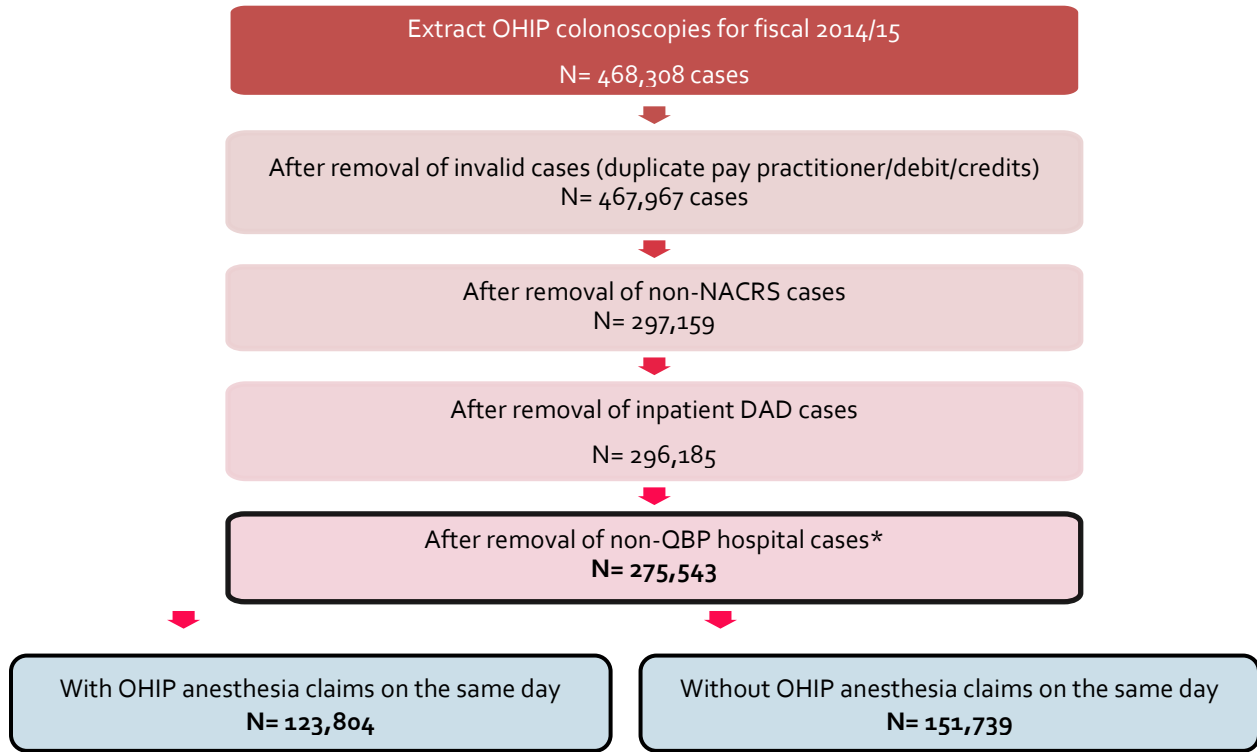 Extract OHIP colonoscopies for fiscal 2014/15
N= 468,308 cases
After removal of invalid cases (duplicate pay practitioner/debit/credits)
N= 467,967 cases
After removal of non-NACRS cases
N= 297,159
After removal of inpatient DAD cases
N= 296,185
After removal of non-QBP hospital cases*
N= 275,543
With OHIP anesthesia claims on the same day
N= 123,804
Without OHIP anesthesia claims on the same day
N= 151,739